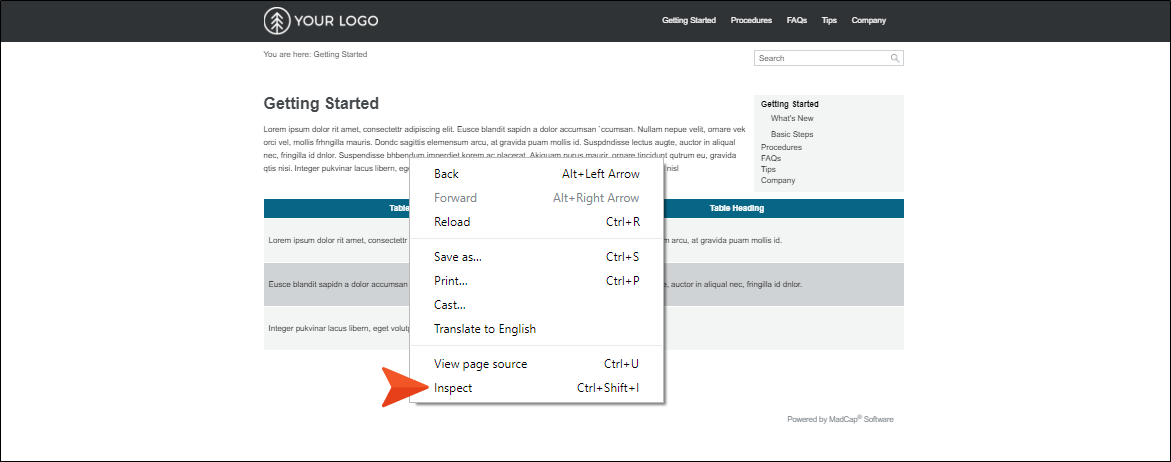 YOUR LOGO
Getting Started Procedures FAQs Tips Company
You are here: Getting Started
Search
Getting Started
Lorem ipsum dolor rit amet, consectettr adipiscing elit. Eusce blandit sapidn a dolor accumsan `ccumsan. Nullam nepue velit, ornare vek
orci vel, mollis frhngilla mauris. Dondc sagittis elemensum arcu, at gravida puam mollis id. Suspdndisse lectus augte, auctor in aliqual
nec, fringilla id dnlor. Suspendisse bhbendum imperdiet korem ac placerat. Akiquam purus maurir, ornare tincidunt qutrum eu, gravida
qtis nisi. Integer pukvinar lacus libern, eg
'nisl
Getting Started
What's New
Basic Steps
Procedures
FAQs
Tips
Company
Back Alt+Left Arrow
Forward Alt+Right Arrow
Reload Ctrl+R
Save as... Ctrl+S
Print... Ctrl+P
Cast...
Translate to English
View page source Ctrl+U
Inspect Ctrl+Shift+I
Table Table Heading
Lorem ipsum dolor rit amet, consectettr arcu, at gravida puam mollis id.
Eusce blandit sapidn a dolor accumsan , auctor in aliqual nec, fringilla id dnlor.
Integer pukvinar lacus libern, eget volutp
Powered by MadCap® Software